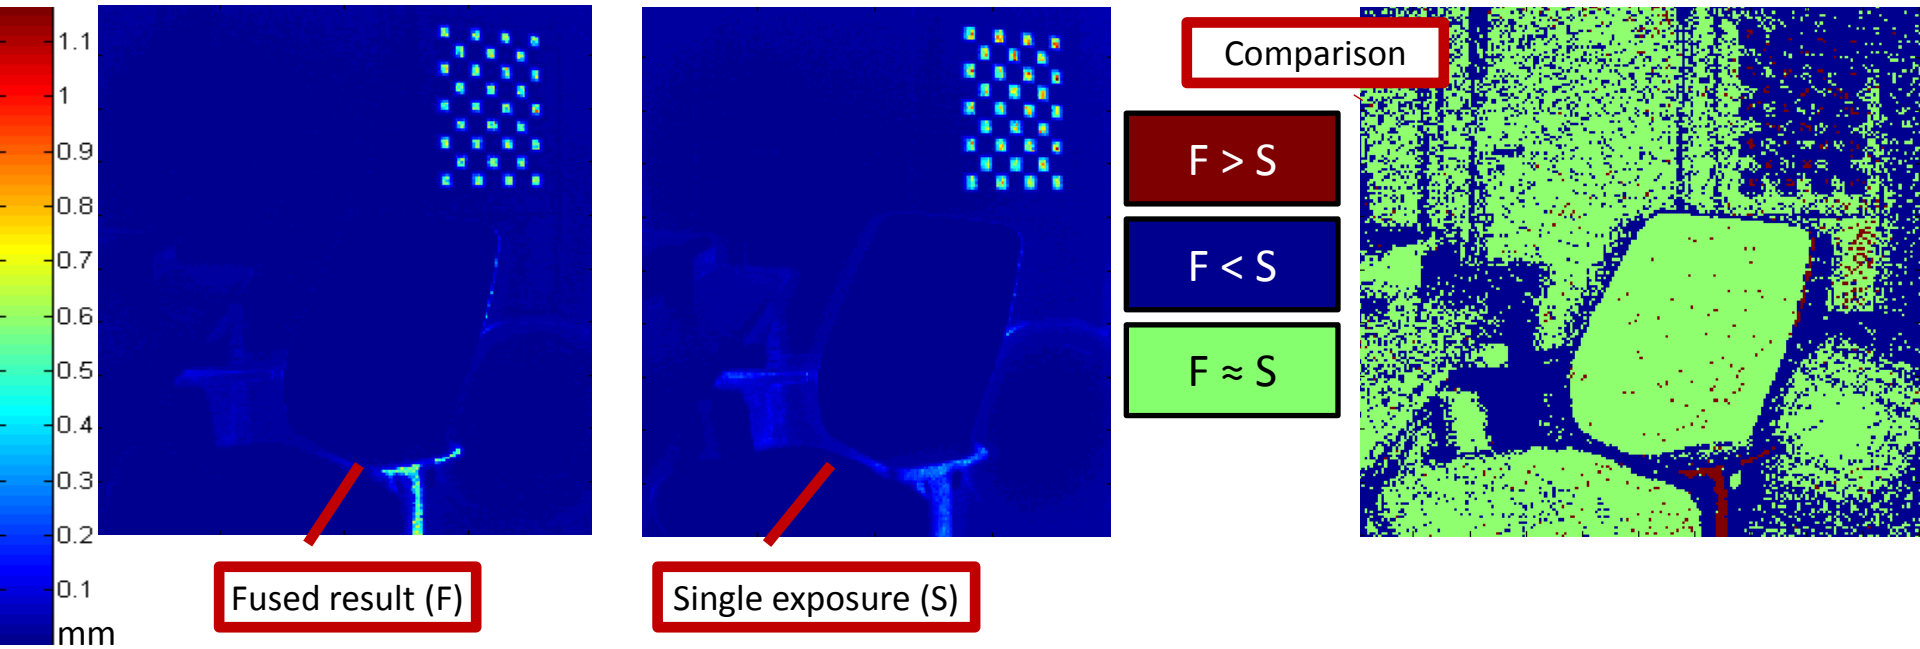 1.1
1
0.9
0.8
0.7
0.6
0.5
0.4
0.3
0.2
0.1
mm
Fused result (F)
Single exposure (S)
Comparison
F > S
F < S
F ≈ S